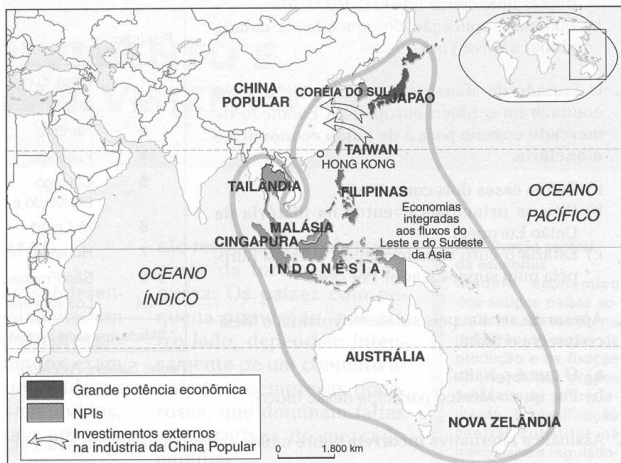 CHINA
POPULAR
CORÉIA DO SUL
JAPÃO
TAIWAN
HONG KONG
TAILÂNDIA
FILIPINAS
OCEANO
PACÍFICO
Economias
integradas
aos fluxos do
Leste e do Sudeste
da Ásia
MALÁSIA
CINGAPURA
INDONÉSIA
OCEANO
ÍNDICO
AUSTRÁLIA
NOVA ZELÂNDIA
Grande potência econômica
NPIs
Investimentos externos
na indústria da China Popular
0 1.800 km